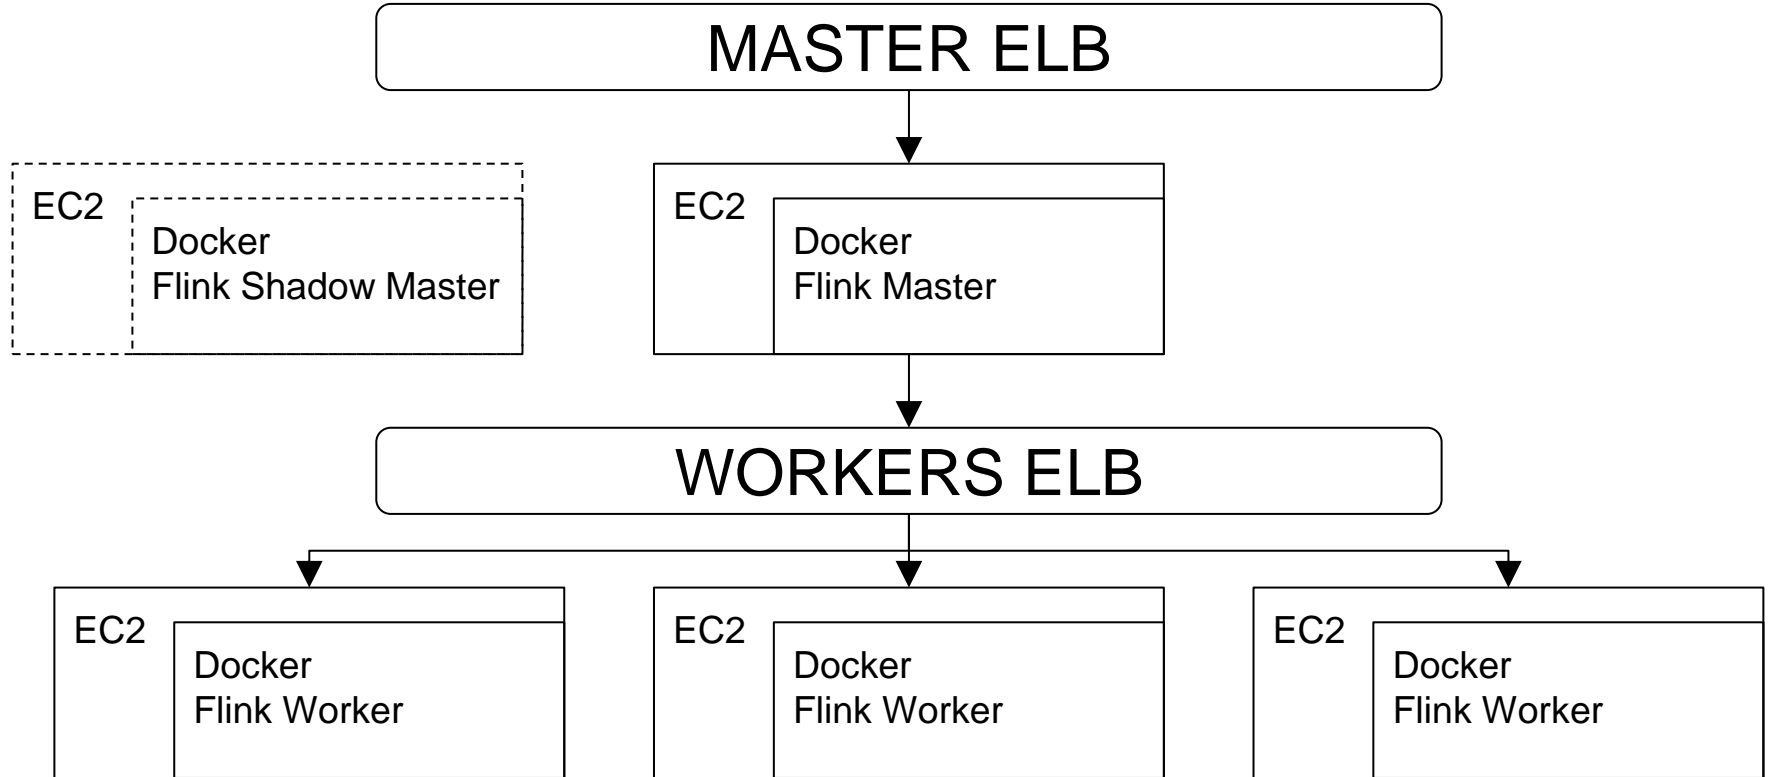 MASTER ELB
EC2
Docker
Flink Shadow Master
EC2
Docker
Flink Master
WORKERS ELB
EC2
Docker
Flink Worker
EC2
Docker
Flink Worker
EC2
Docker
Flink Worker